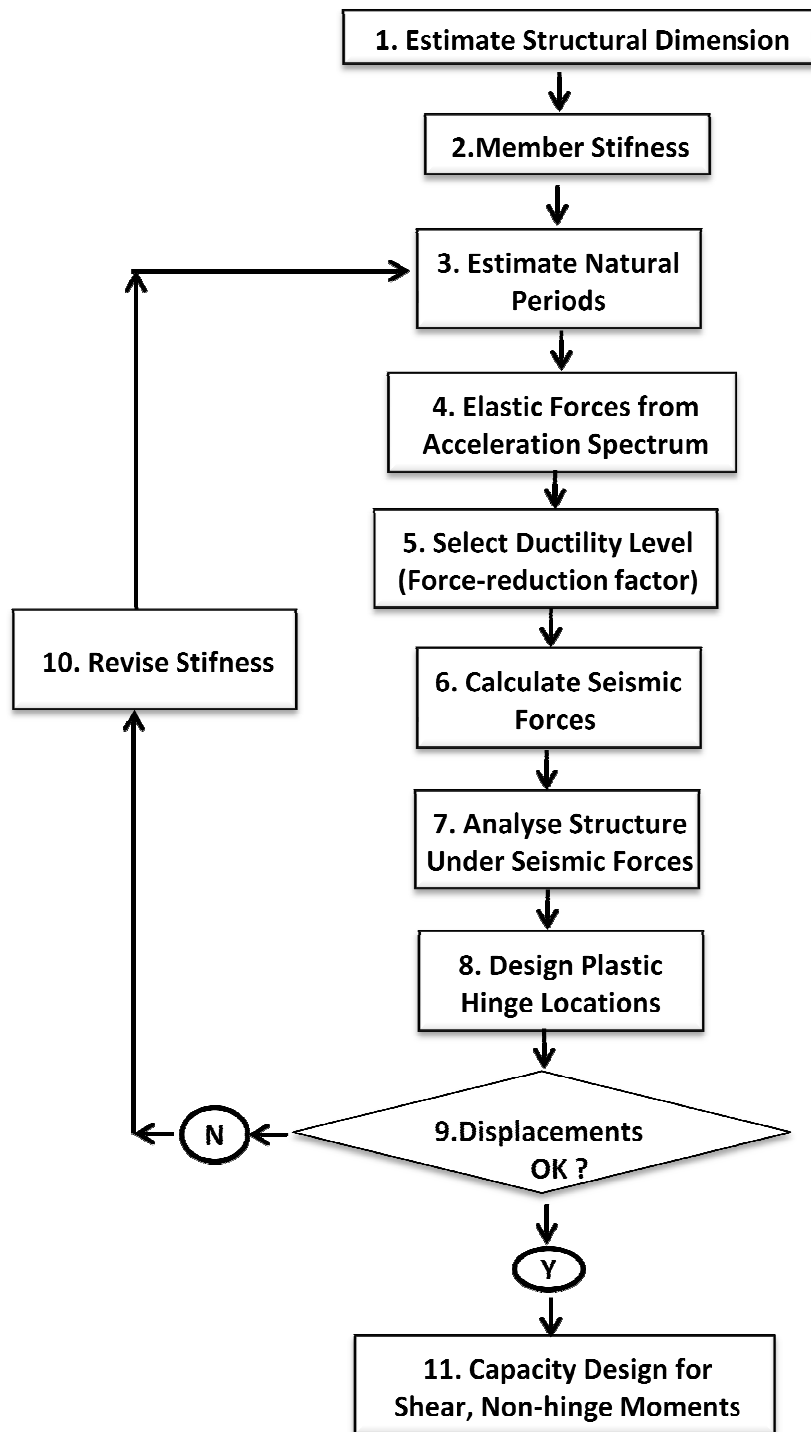 1. Estimate Structural Dimension
2.Member Stifness
3. Estimate Natural
Periods
4. Elastic Forces from
Acceleration Spectrum
5. Select Ductility Level
(Force-reduction factor)
10. Revise Stifness
6. Calculate Seismic
Forces
7. Analyse Structure
Under Seismic Forces
8. Design Plastic
Hinge Locations
9.Displacements
OK ?
N
Y
11. Capacity Design for
Shear, Non-hinge Moments